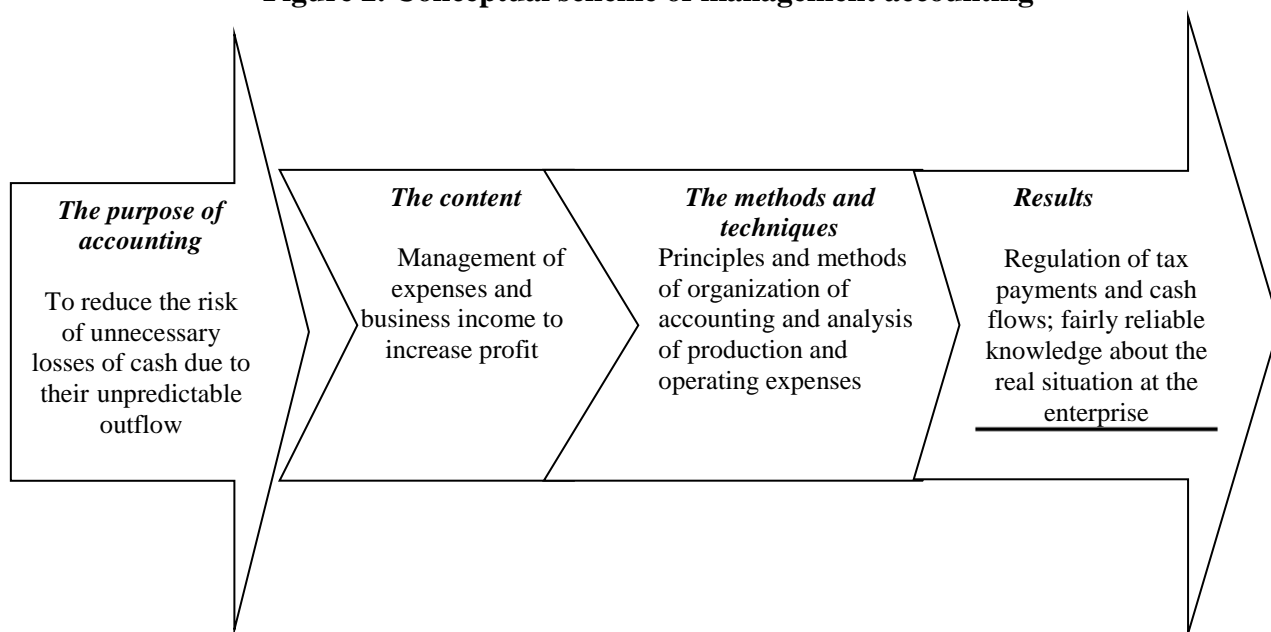 Figure 2. Conceptual scheme of management accounting
The purpose of
accounting
To reduce the risk
of unnecessary
losses of cash due to
their unpredictable
outflow
The content
Management of
expenses and
business income to
increase profit
The methods and
techniques
Principles and methods
of organization of
accounting and analysis
of production and
operating expenses
Results
Regulation of tax
payments and cash
flows; fairly reliable
knowledge about the
real situation at the
enterprise